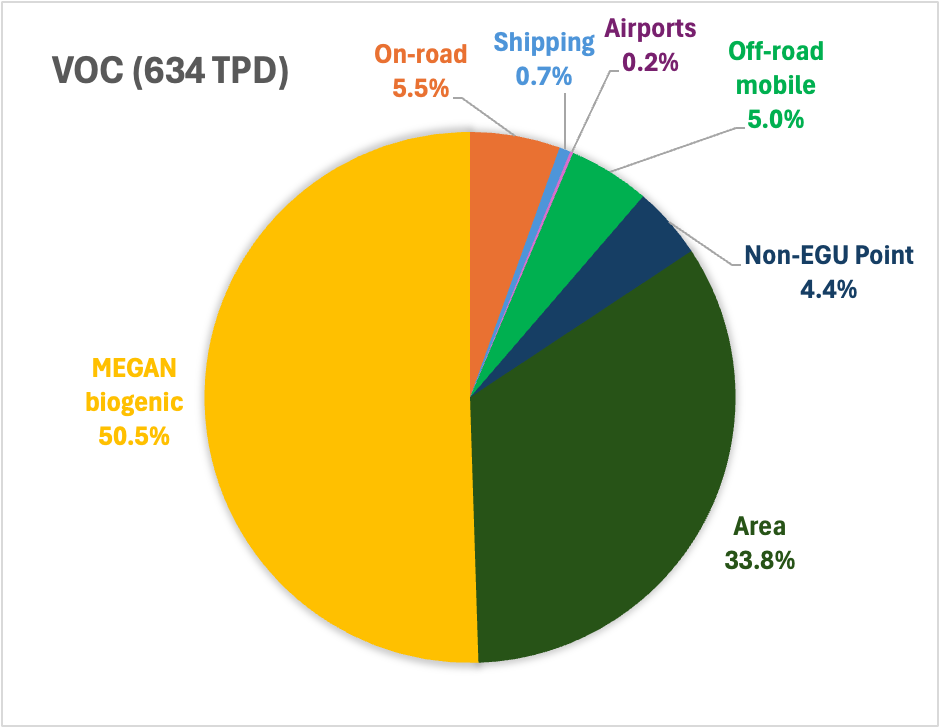 VOC (634 TPD)
On-road
5.5%
Shipping
0.7%
Airports
0.2%
Off-road
mobile
5.0%
Non-EGU Point
4.4%
MEGAN
biogenic
50.5%
Area
33.8%